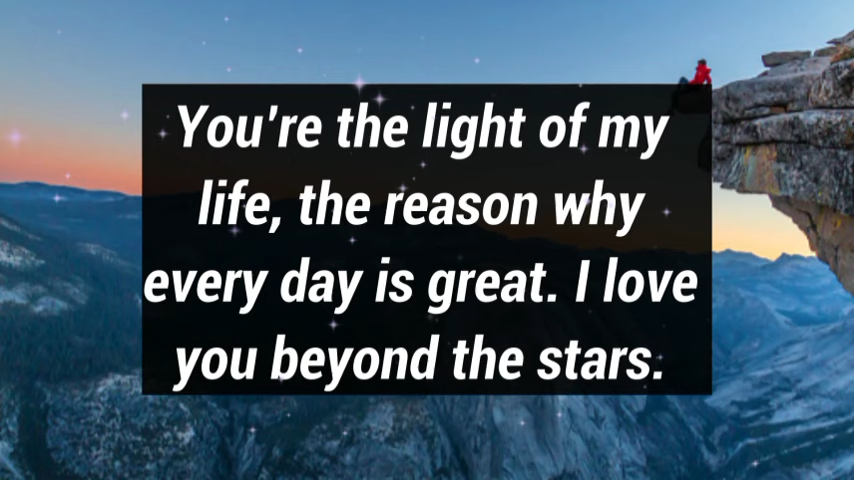 You're the light of my
life, the reason why
every day is great. I love
you beyond the stars.